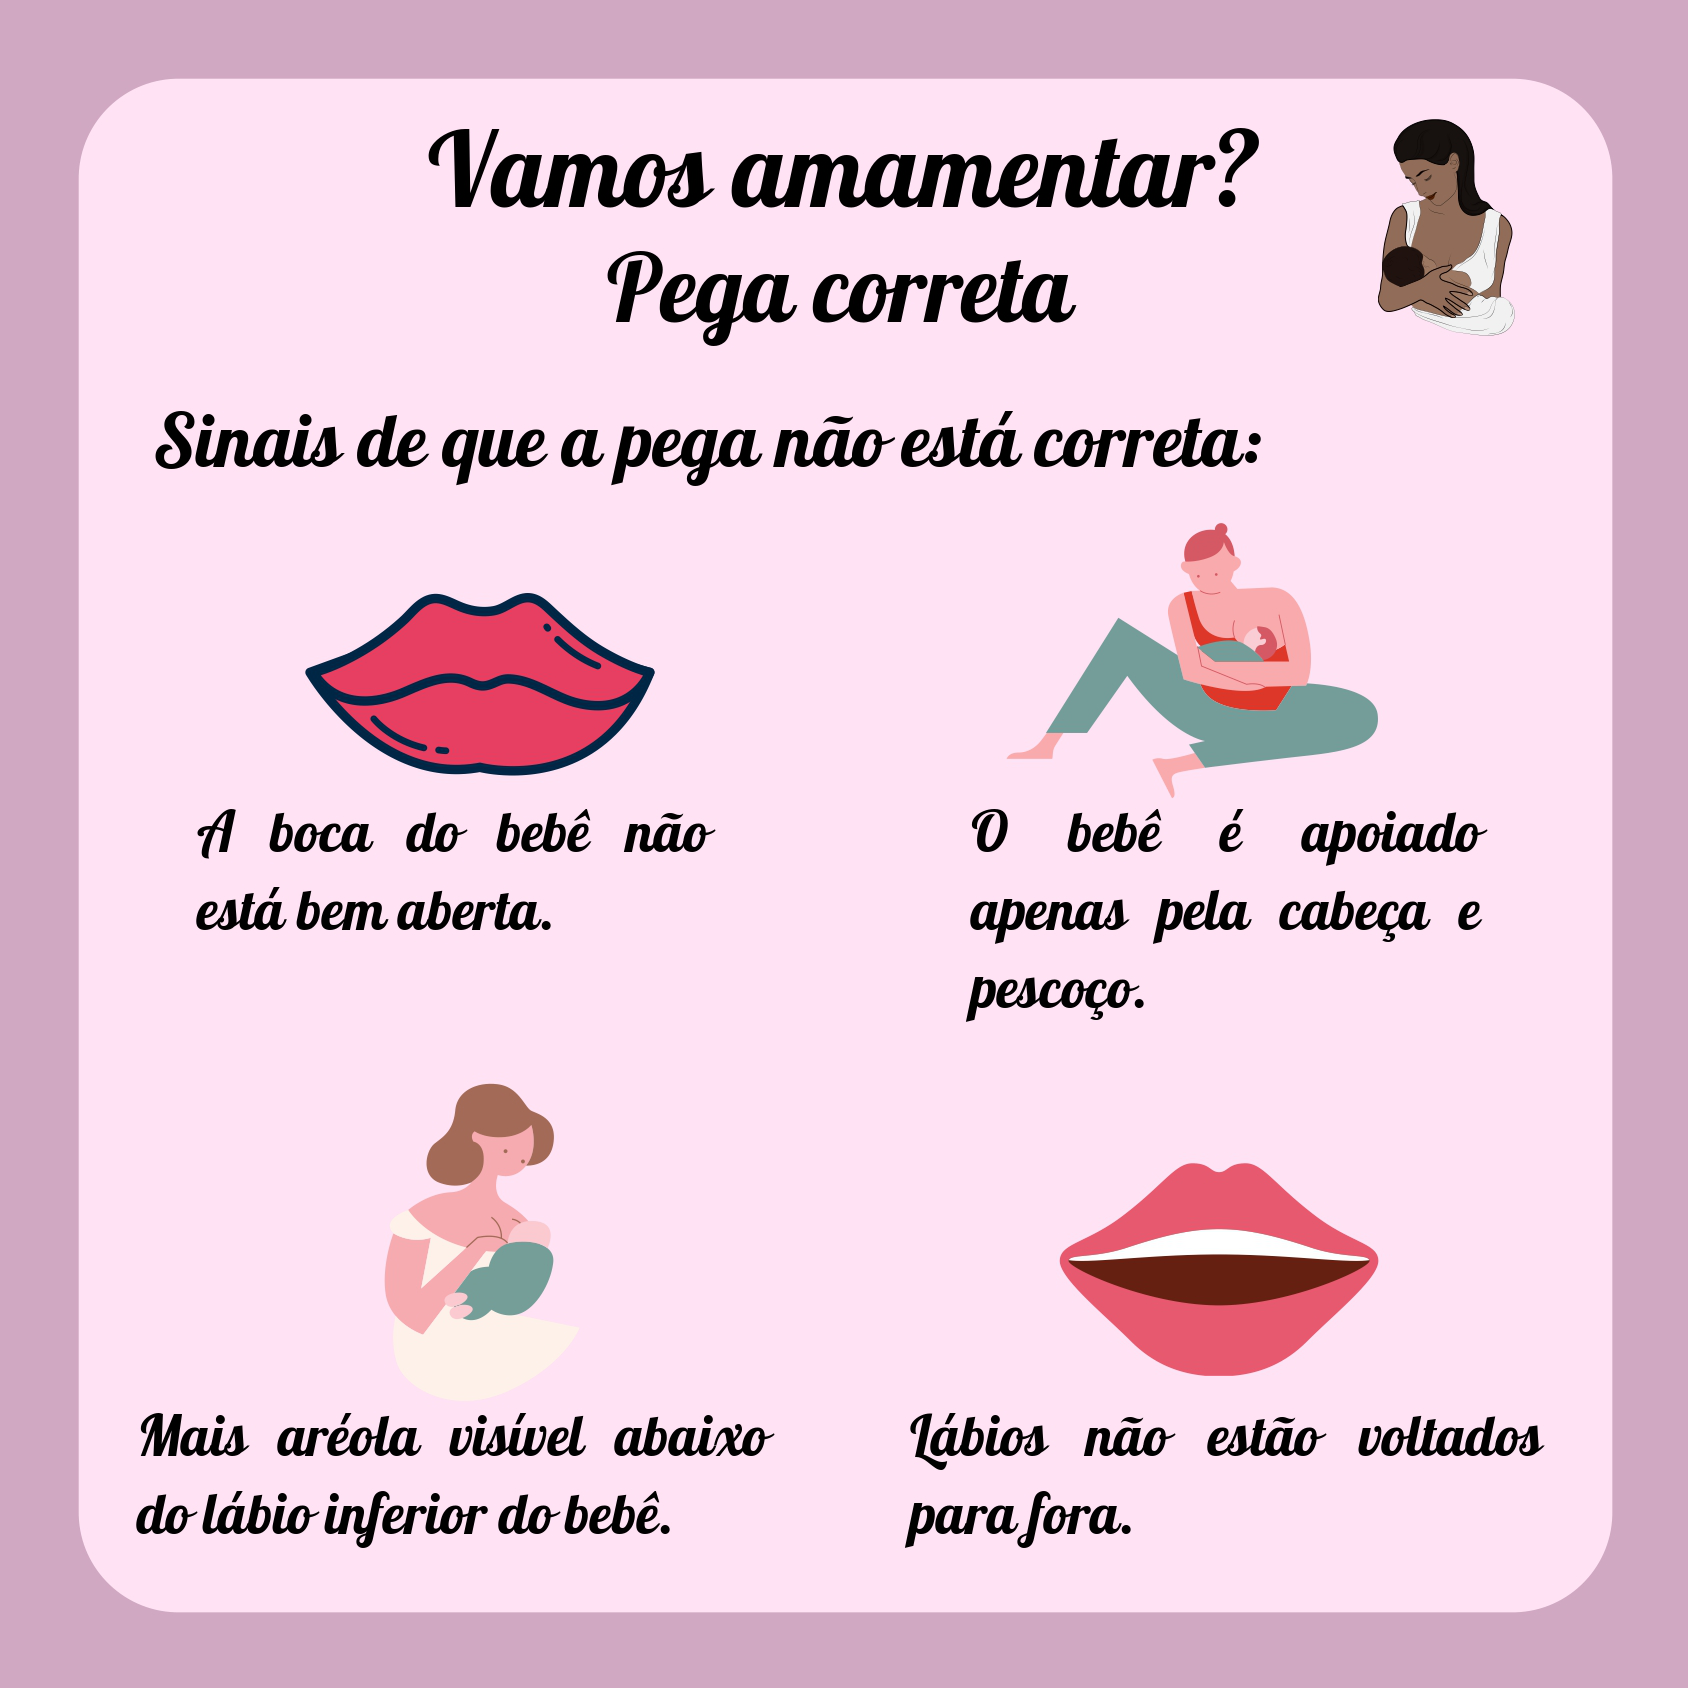 Vamos amamentar?
Pega correta
Sinais de que a pega não está correta:
A boca do bebê não
está bem aberta.
O bebê é apoiado
apenas pela cabeça e
pescoço.
Mais aréola visível abaixo
do lábio inferior do bebê.
Lábios não estão voltados
para fora.